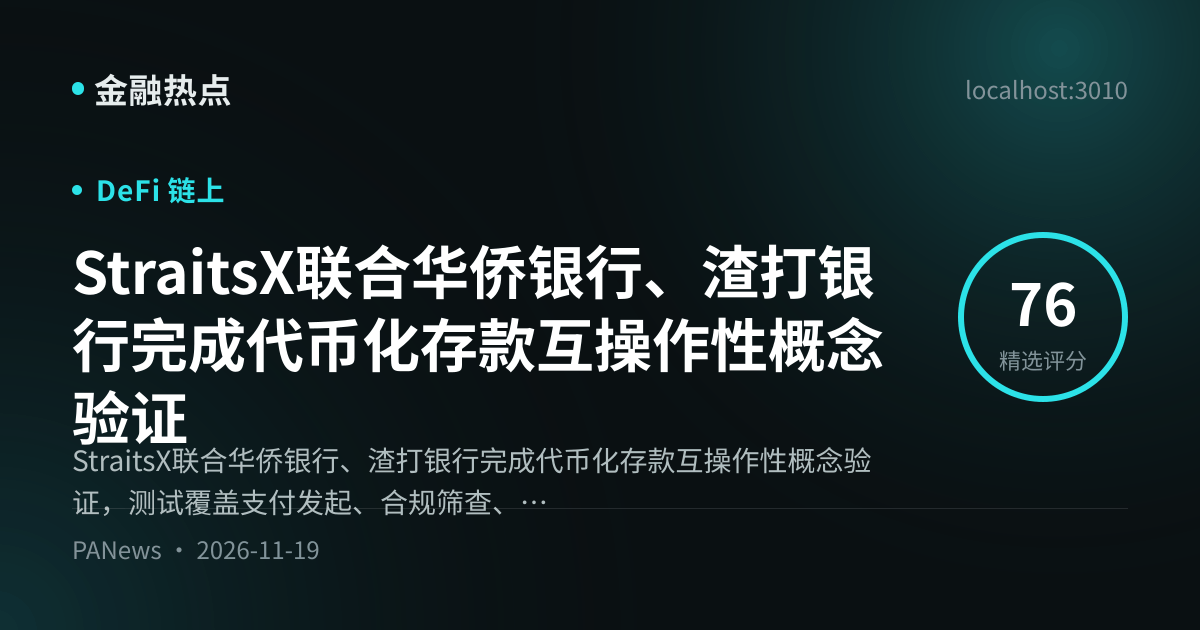 金融热点
localhost:3010
DeFi 链上
StraitsX联合华侨银行、渣打银
行完成代币化存款互操作性概念
验证
76
精选评分
StraitsX联合华侨银行、渣打银行完成代币化存款互操作性概念验
证，测试覆盖支付发起、合规筛查、…
PANews · 2026-11-19